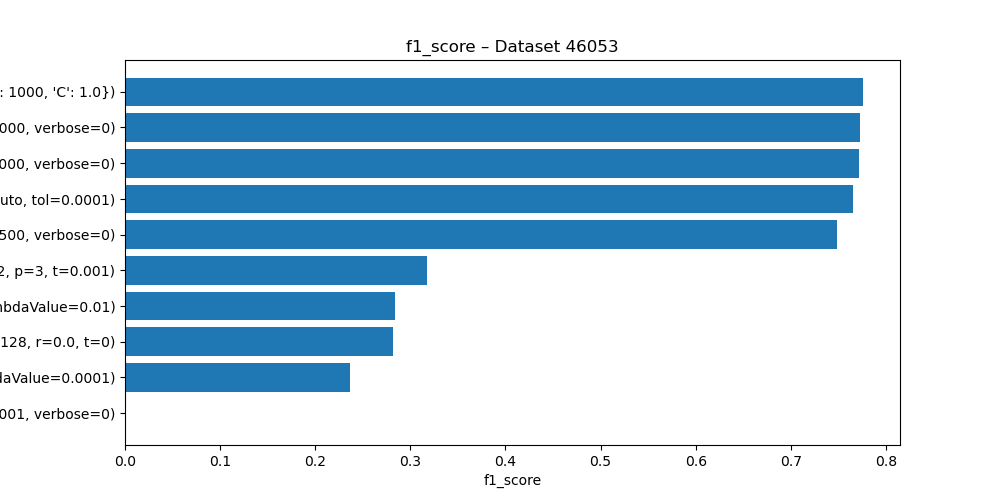 f1_score – Dataset 46053
: 1000, 'C': 1.0})
000, verbose=0)
000, verbose=0)
uto, tol=0.0001)
500, verbose=0)
2, p=3, t=0.001)
nbdaValue=0.01)
128, r=0.0, t=0)
daValue=0.0001)
001, verbose=0)
0.0 0.1 0.2 0.3 0.4 0.5 0.6 0.7 0.8
f1_score